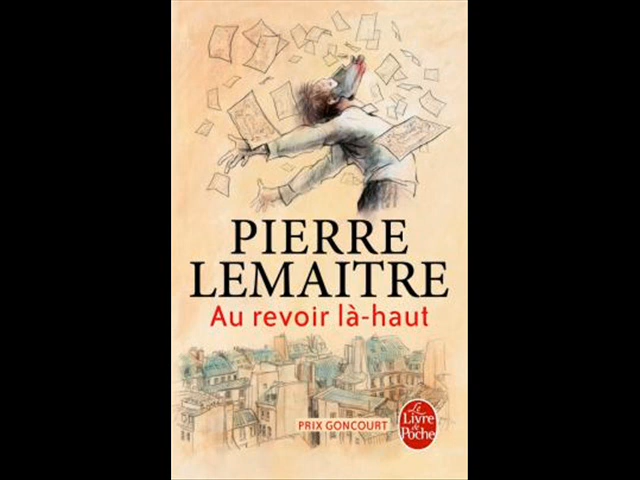 PIERRE
LEMAITRE
Au revoir là-haut
PRIX GONCOURT
Le
Livre
de
Poche